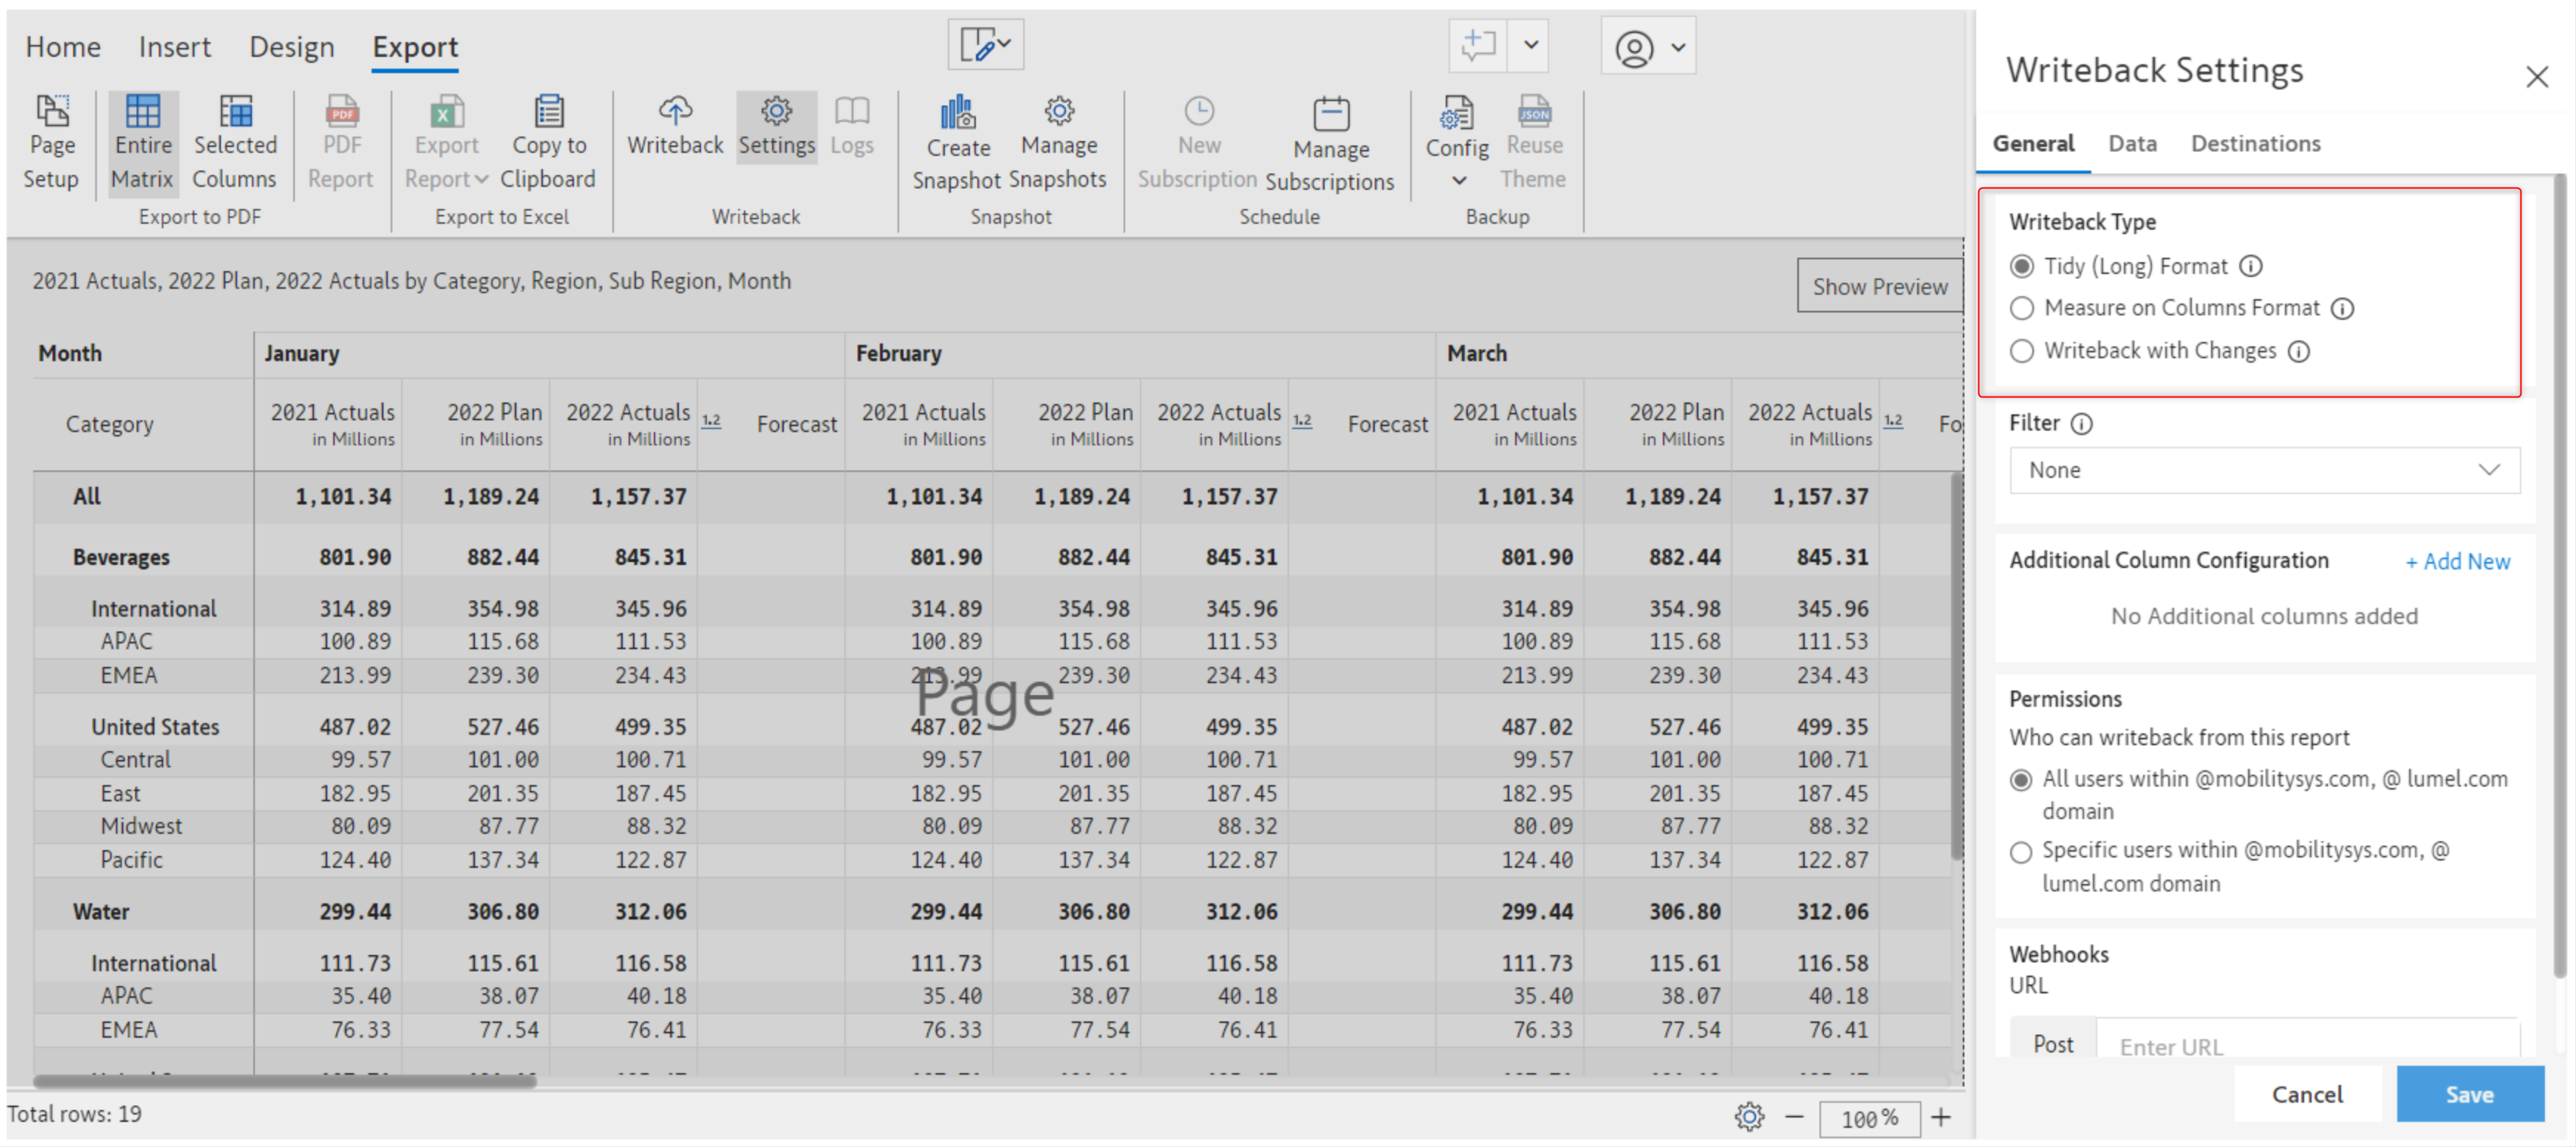 Home Insert Design Export
Page Setup
Entire Matrix
Selected Columns
PDF Report
Export Report
Copy to Clipboard
Writeback
Settings
Logs
Create Snapshot
Manage Snapshots
New Subscription
Manage Subscriptions
Config
Reuse Theme
Export to PDF Export to Excel Writeback Snapshot Schedule Backup
2021 Actuals, 2022 Plan, 2022 Actuals by Category, Region, Sub Region, Month
Show Preview
Month January February March
Category 2021 Actuals in Millions 2022 Plan in Millions 2022 Actuals in Millions 1.2 Forecast 2021 Actuals in Millions 2022 Plan in Millions 2022 Actuals in Millions 1.2 Forecast 2021 Actuals in Millions 2022 Plan in Millions 2022 Actuals in Millions 1.2 Fo
All 1,101.34 1,189.24 1,157.37 1,101.34 1,189.24 1,157.37 1,101.34 1,189.24 1,157.37
Beverages 801.90 882.44 845.31 801.90 882.44 845.31 801.90 882.44 845.31
International 314.89 354.98 345.96 314.89 354.98 345.96 314.89 354.98 345.96
APAC 100.89 115.68 111.53 100.89 115.68 111.53 100.89 115.68 111.53
EMEA 213.99 239.30 234.43 213.99 239.30 234.43 213.99 239.30 234.43
Page
United States 487.02 527.46 499.35 487.02 527.46 499.35 487.02 527.46 499.35
Central 99.57 101.00 100.71 99.57 101.00 100.71 99.57 101.00 100.71
East 182.95 201.35 187.45 182.95 201.35 187.45 182.95 201.35 187.45
Midwest 80.09 87.77 88.32 80.09 87.77 88.32 80.09 87.77 88.32
Pacific 124.40 137.34 122.87 124.40 137.34 122.87 124.40 137.34 122.87
Water 299.44 306.80 312.06 299.44 306.80 312.06 299.44 306.80 312.06
International 111.73 115.61 116.58 111.73 115.61 116.58 111.73 115.61 116.58
APAC 35.40 38.07 40.18 35.40 38.07 40.18 35.40 38.07 40.18
EMEA 76.33 77.54 76.41 76.33 77.54 76.41 76.33 77.54 76.41
Total rows: 19
100%
Writeback Settings
General Data Destinations
Writeback Type
Tidy (Long) Format
Measure on Columns Format
Writeback with Changes
Filter
None
Additional Column Configuration + Add New
No Additional columns added
Permissions
Who can writeback from this report
All users within @mobilitysys.com, @ lumel.com
domain
Specific users within @mobilitysys.com, @
lumel.com domain
Webhooks
URL
Post Enter URL
Cancel Save